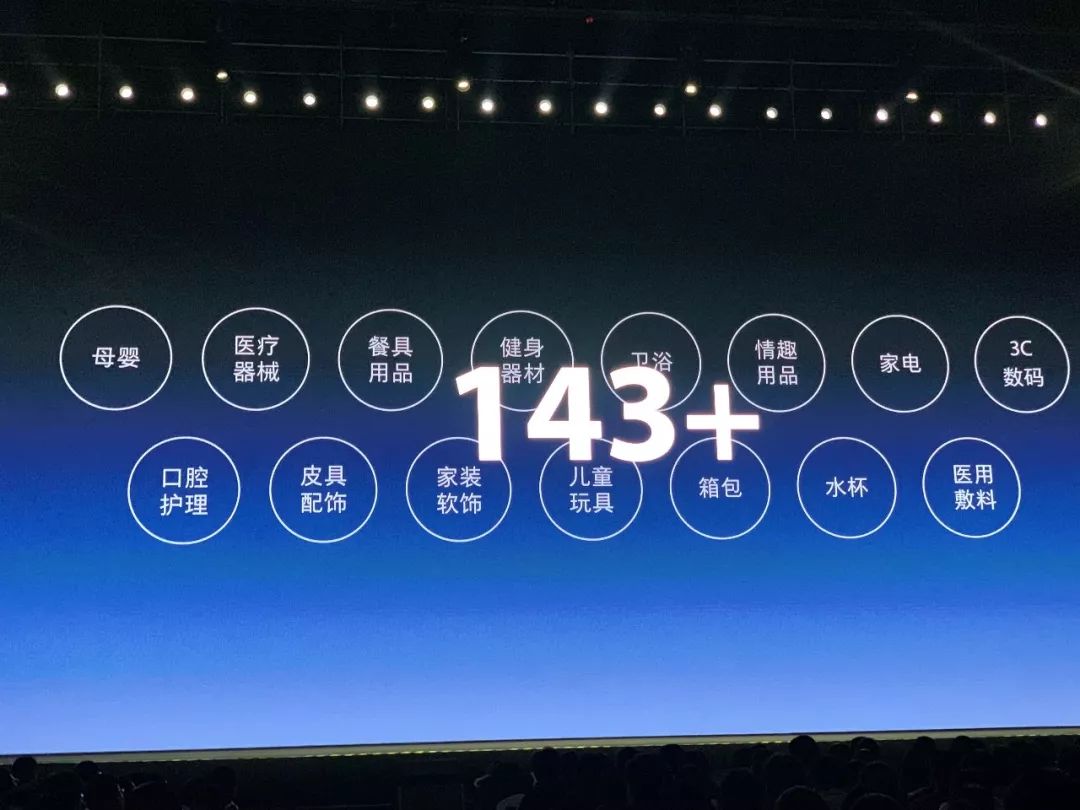 母婴
医疗
器械
餐具
用品
健身
器材
卫浴
情趣
用品
家电
3C
数码
143+
口腔
护理
皮具
配饰
家装
软饰
儿童
玩具
箱包
水杯
医用
敷料